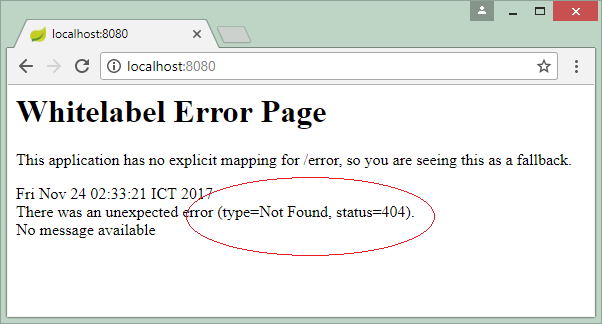 localhost:8080
localhost:8080
Whitelabel Error Page
This application has no explicit mapping for /error, so you are seeing this as a fallback.
Fri Nov 24 02:33:21 ICT 2017
There was an unexpected error (type=Not Found, status=404).
No message available